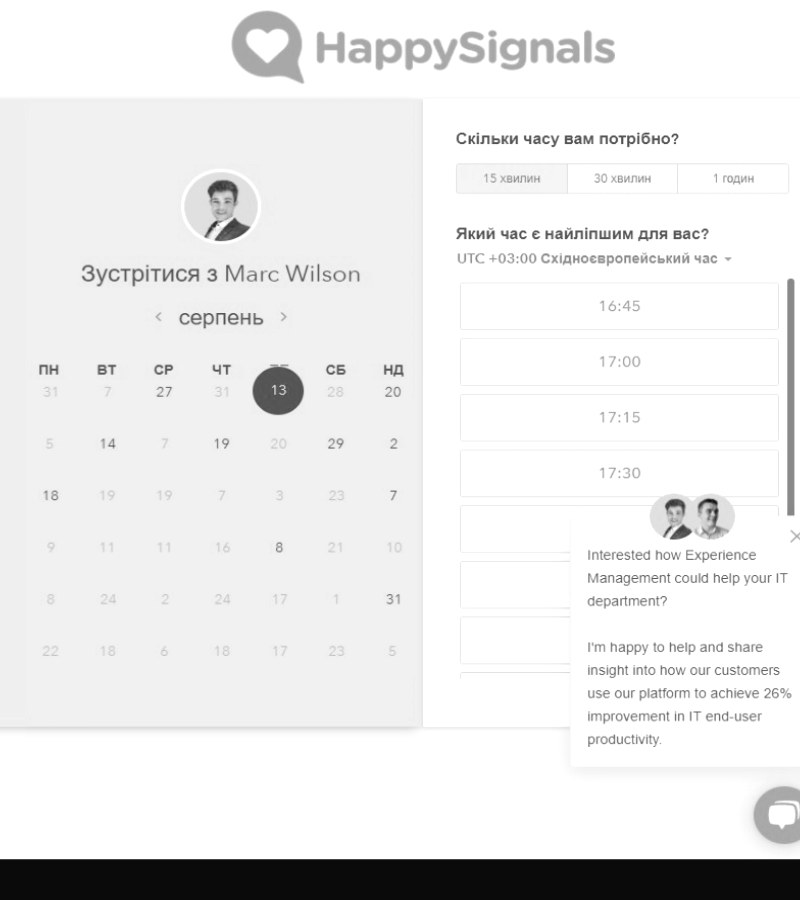 HappySignals
Зустрітися з Marc Wilson
серпень
ПН ВТ СР ЧТ СБ НД
31 7 27 31 13 28 20
5 14 7 19 20 29 2
18 19 19 7 3 23 7
9 11 11 16 8 21 10
8 24 2 24 17 1 31
22 18 6 18 17 23 5
Скільки часу вам потрібно?
15 хвилин 30 хвилин 1 годин
Який час є найліпшим для вас?
UTC +03:00 Східноєвропейський час
16:45
17:00
17:15
17:30
Interested how Experience
Management could help your IT
department?
I'm happy to help and share
insight into how our customers
use our platform to achieve 26%
improvement in IT end-user
productivity.